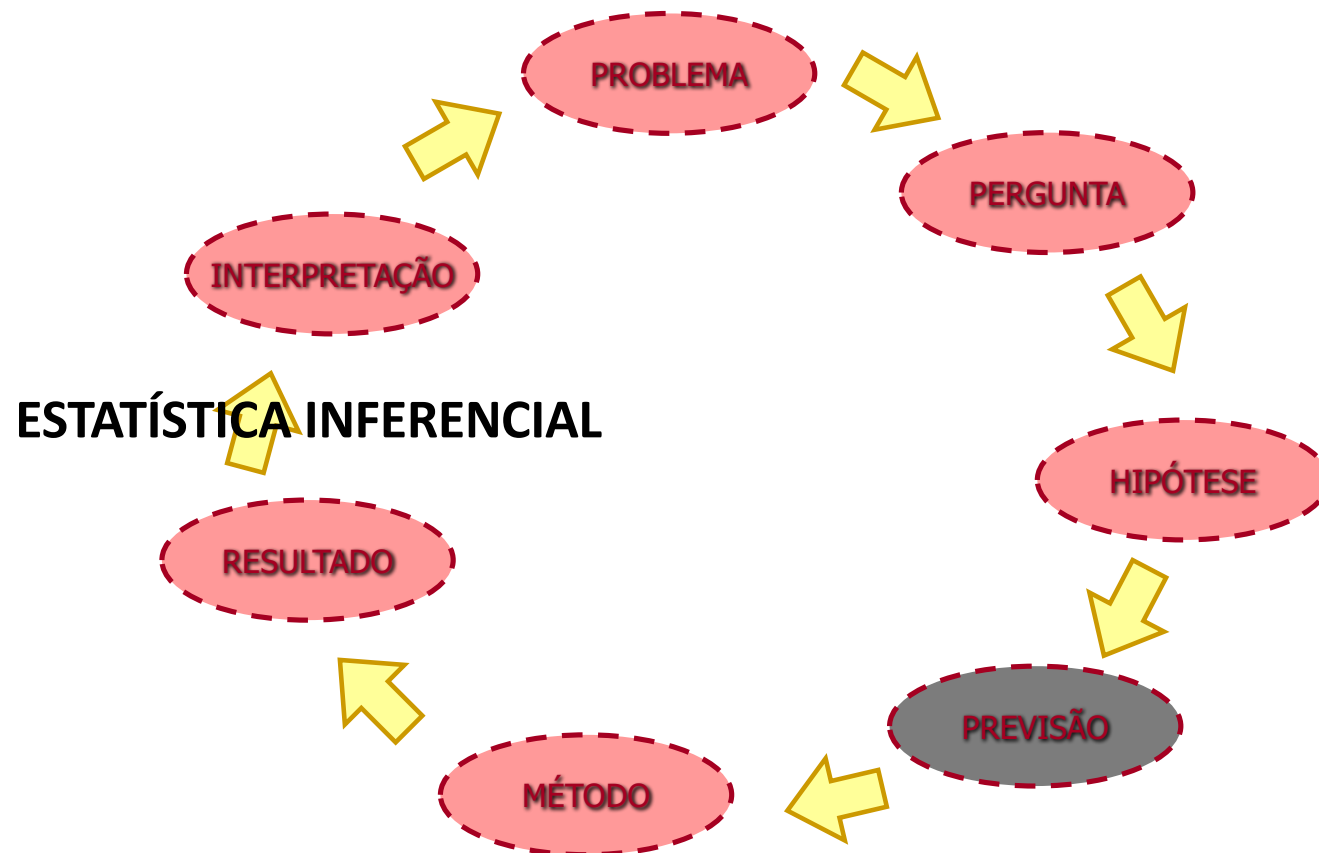 PROBLEMA
PERGUNTA
INTERPRETAÇÃO
ESTATÍSTICA INFERENCIAL
HIPÓTESE
RESULTADO
PREVISÃO
MÉTODO